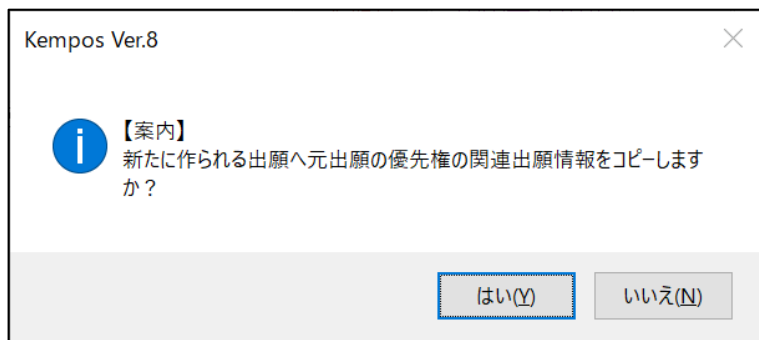 Kempos Ver.8
【案内】
新たに作られる出願へ元出願の優先権の関連出願情報をコピーします
か？
はい(Y)
いいえ(N)